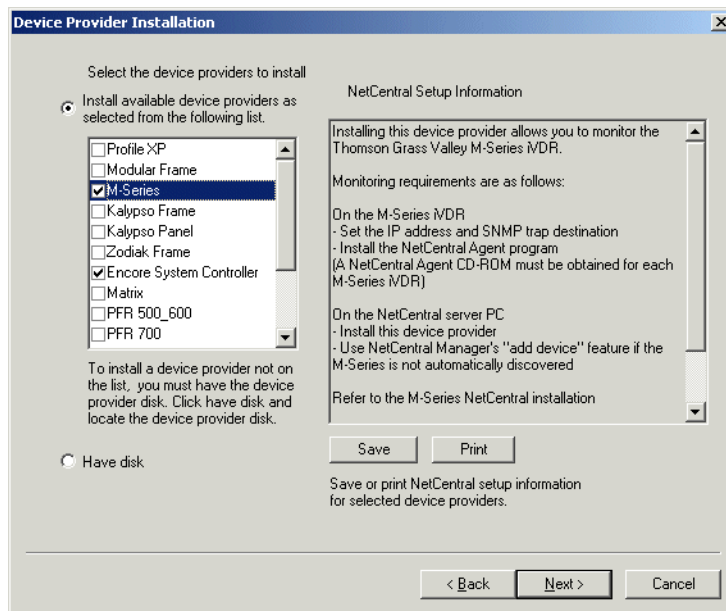 Device Provider Installation
Select the device providers to install
Install available device providers as
selected from the following list.
Profile XP
Modular Frame
M-Series
Kalypso Frame
Kalypso Panel
Zodiak Frame
Encore System Controller
Matrix
PFR 500_600
PFR 700
To install a device provider not on
the list, you must have the device
provider disk. Click have disk and
locate the device provider disk.
Have disk
NetCentral Setup Information
Installing this device provider allows you to monitor the
Thomson Grass Valley M-Series iVDR.
Monitoring requirements are as follows:
On the M-Series iVDR
- Set the IP address and SNMP trap destination
- Install the NetCentral Agent program
(A NetCentral Agent CD-ROM must be obtained for each
M-Series iVDR)
On the NetCentral server PC
- Install this device provider
- Use NetCentral Manager's "add device" feature if the
M-Series is not automatically discovered
Refer to the M-Series NetCentral installation
Save
Print
Save or print NetCentral setup information
for selected device providers.
< Back
Next >
Cancel